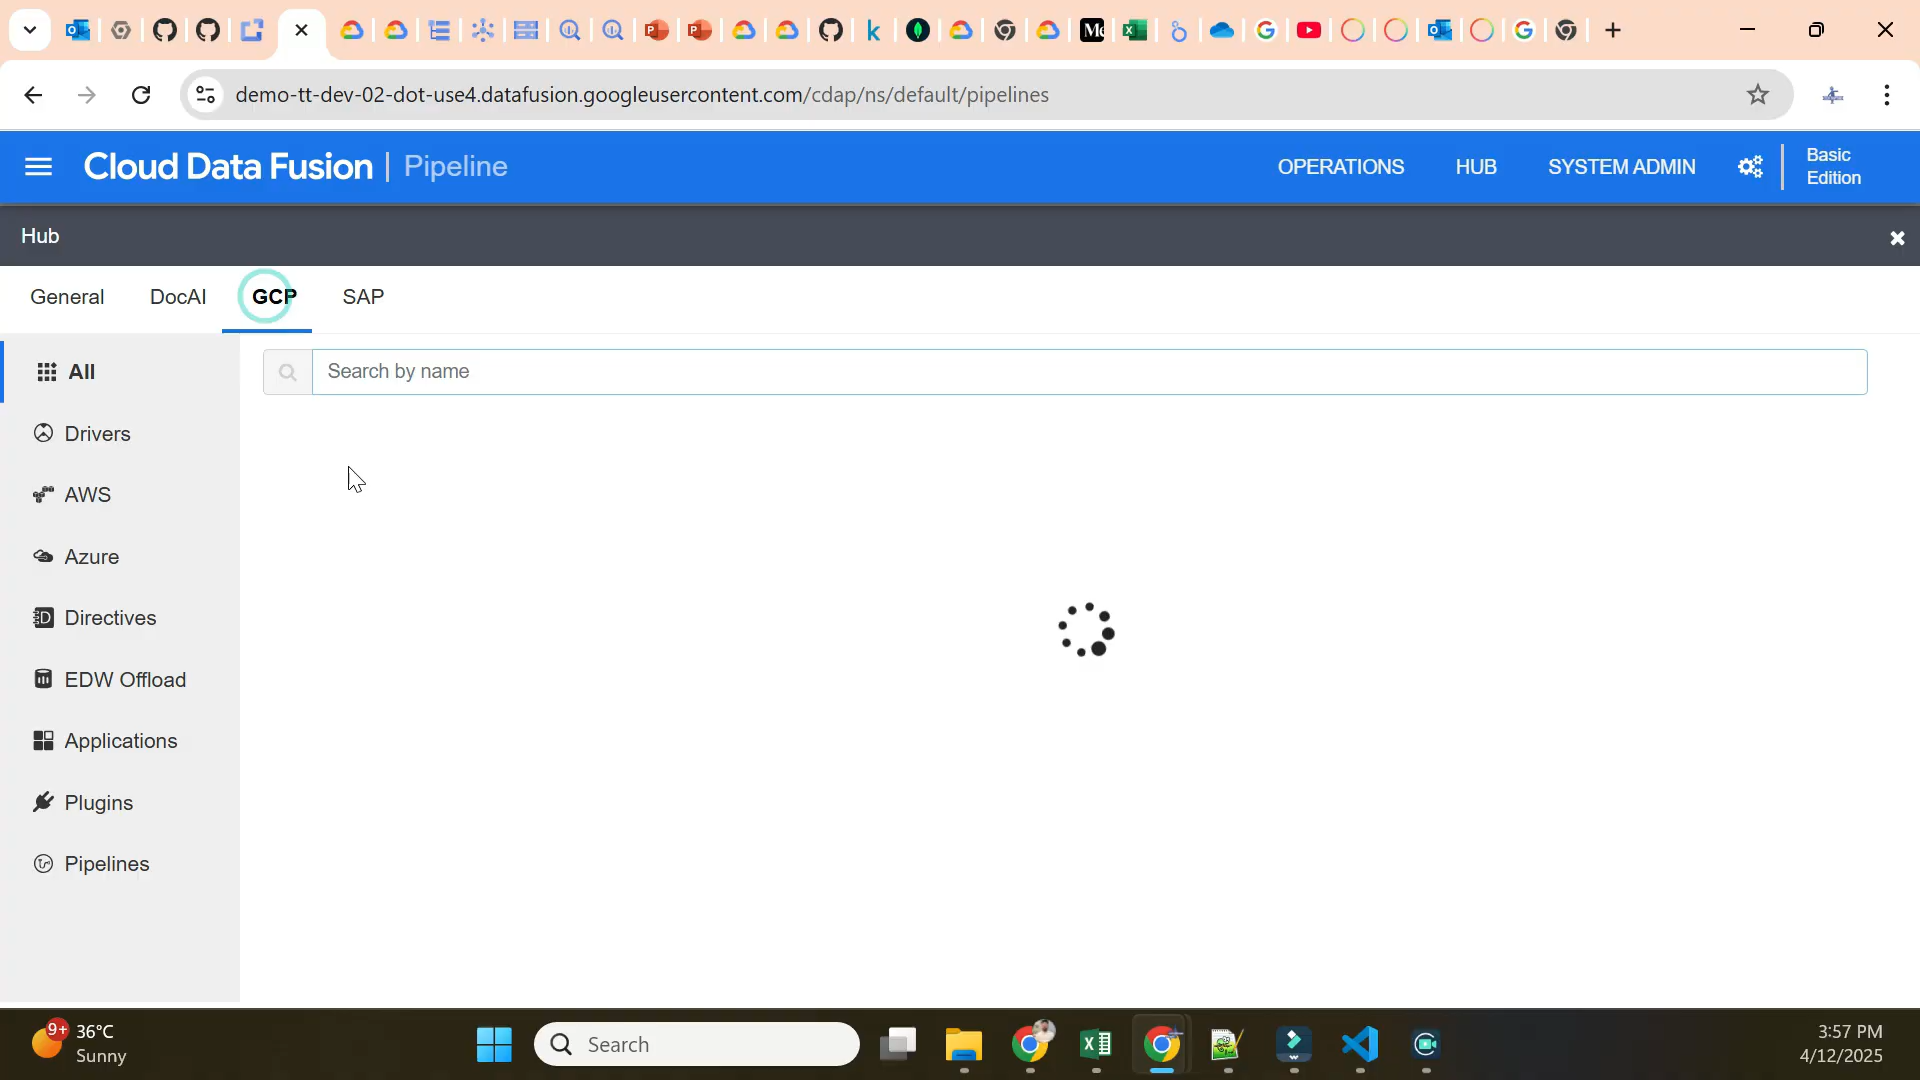 demo-tt-dev-02-dot-use4.datafusion.googleusercontent.com/cdap/ns/default/pipelines
Cloud Data Fusion | Pipeline
OPERATIONS
HUB
SYSTEM ADMIN
Basic
Edition
Hub
General
DocAI
GCP
SAP
All
Search by name
Drivers
AWS
Azure
Directives
EDW Offload
Applications
Plugins
Pipelines
9+
36°C
Sunny
Search
3:57 PM
4/12/2025